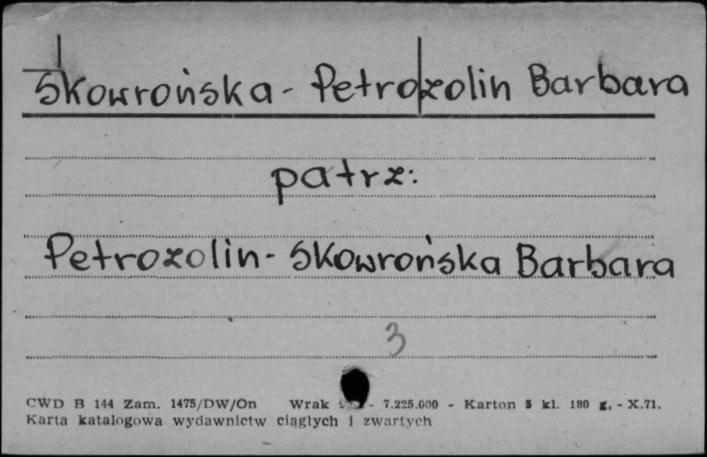 Skowrońska - Petrozolin Barbara
patrz:
Petrozolin - Skowrońska Barbara
3
CWD B 144 Zam. 1475/DW/On Wrak - 7.225.000 - Karton 5 kl. 180 g. - X.71.
Karta katalogowa wydawnictw ciągłych i zwartych